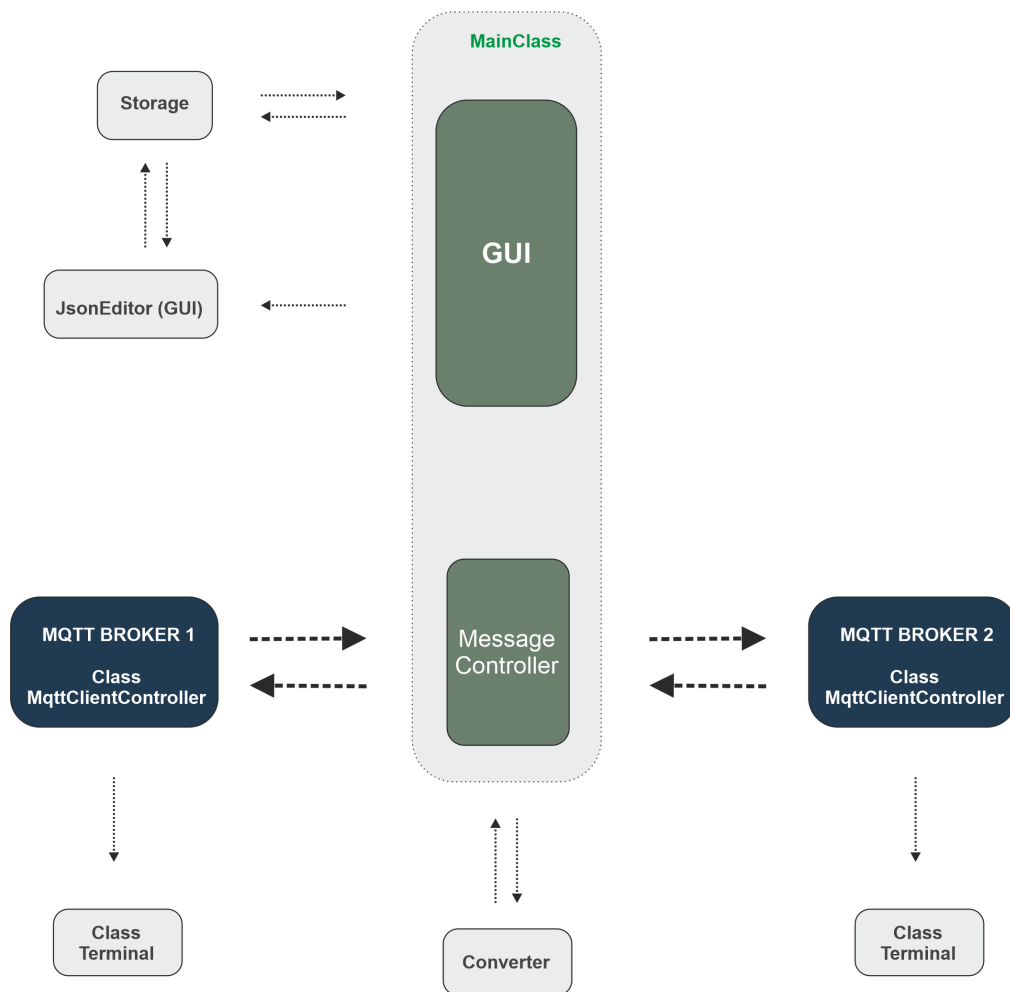 MainClass
Storage
GUI
JsonEditor (GUI)
MQTT BROKER 1
Class
MqttClientController
Message
Controller
MQTT BROKER 2
Class
MqttClientController
Class
Terminal
Converter
Class
Terminal